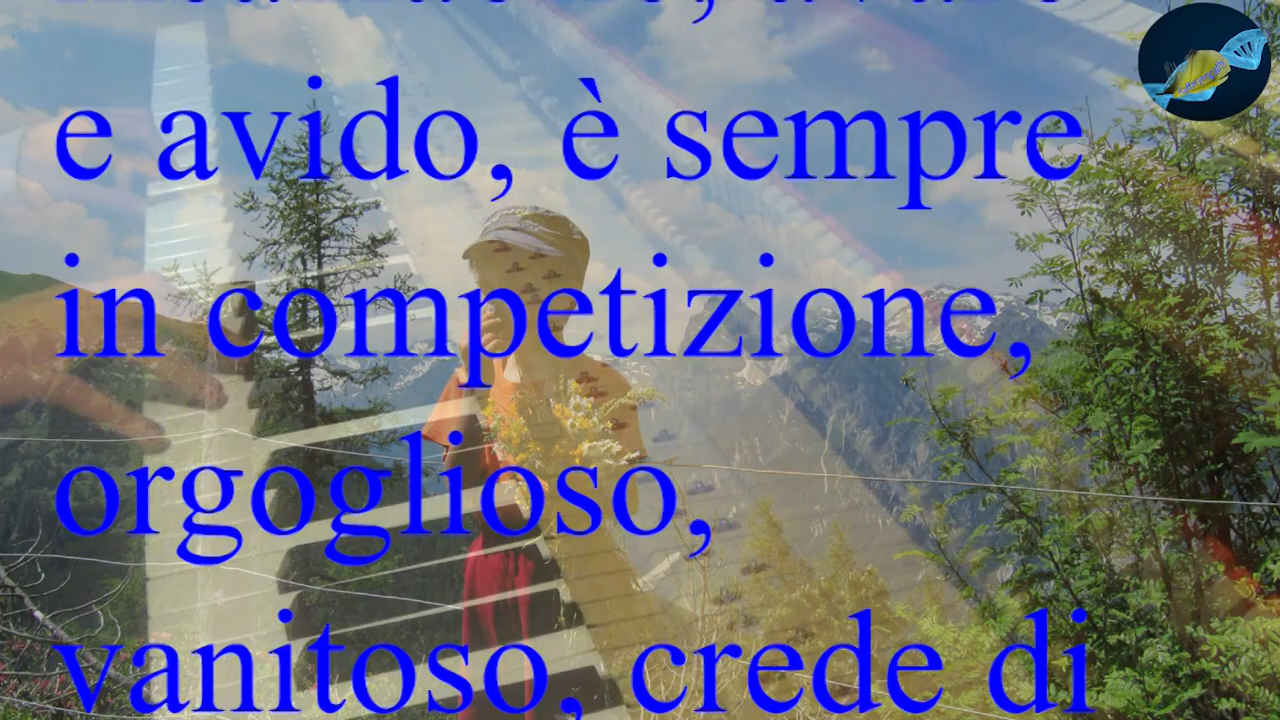 e avido, è sempre
in competizione,
orgoglioso,
vanitoso, crede di